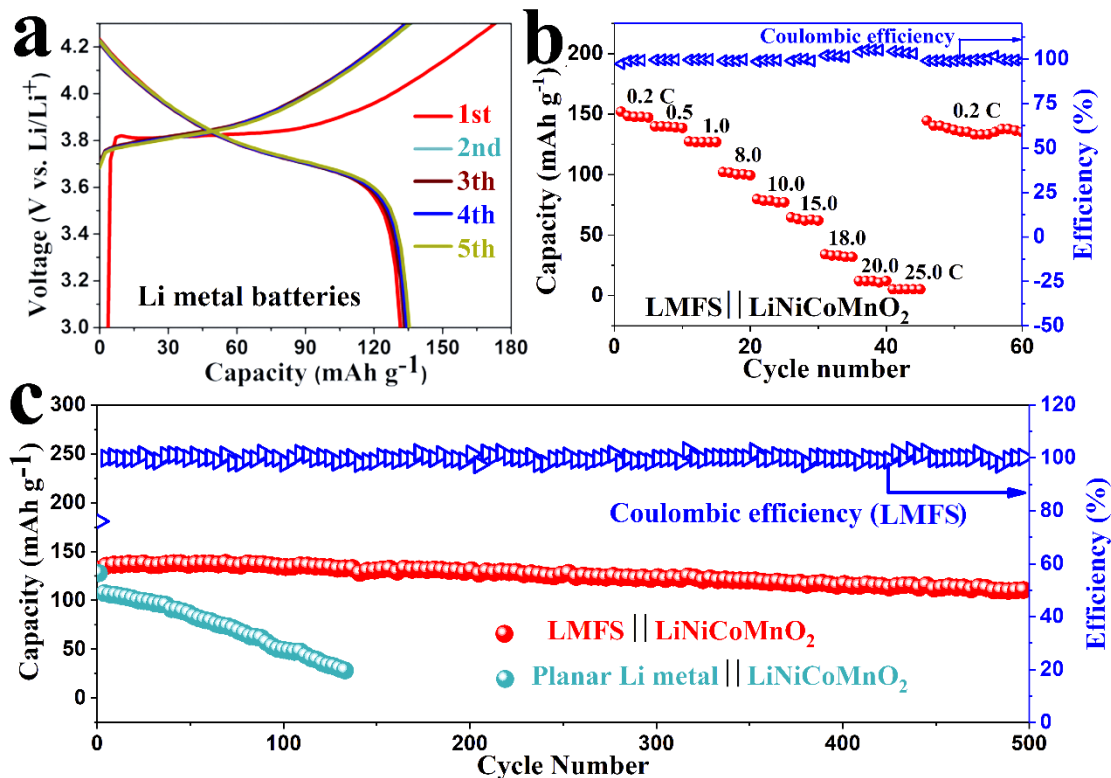 a
Voltage (V vs. Li/Li+)
4.2
3.9
3.6
3.3
3.0
1st
2nd
3th
4th
5th
Li metal batteries
0 30 60 90 120 150 180
Capacity (mAh g-1)
b
Capacity (mAh g-1)
200
150
100
50
0
Coulombic efficiency
0.2 C
0.5
1.0
8.0
10.0
15.0
18.0
20.0
25.0 C
0.2 C
LMFS||LiNiCoMnO2
0 20 40 60
Cycle number
100
75
50
25
0
-25
-50
Efficiency (%)
c
Capacity (mAh g-1)
300
250
200
150
100
50
0
Coulombic efficiency (LMFS)
LMFS||LiNiCoMnO2
Planar Li metal||LiNiCoMnO2
0 100 200 300 400 500
Cycle Number
120
100
80
60
40
20
0
Efficiency (%)